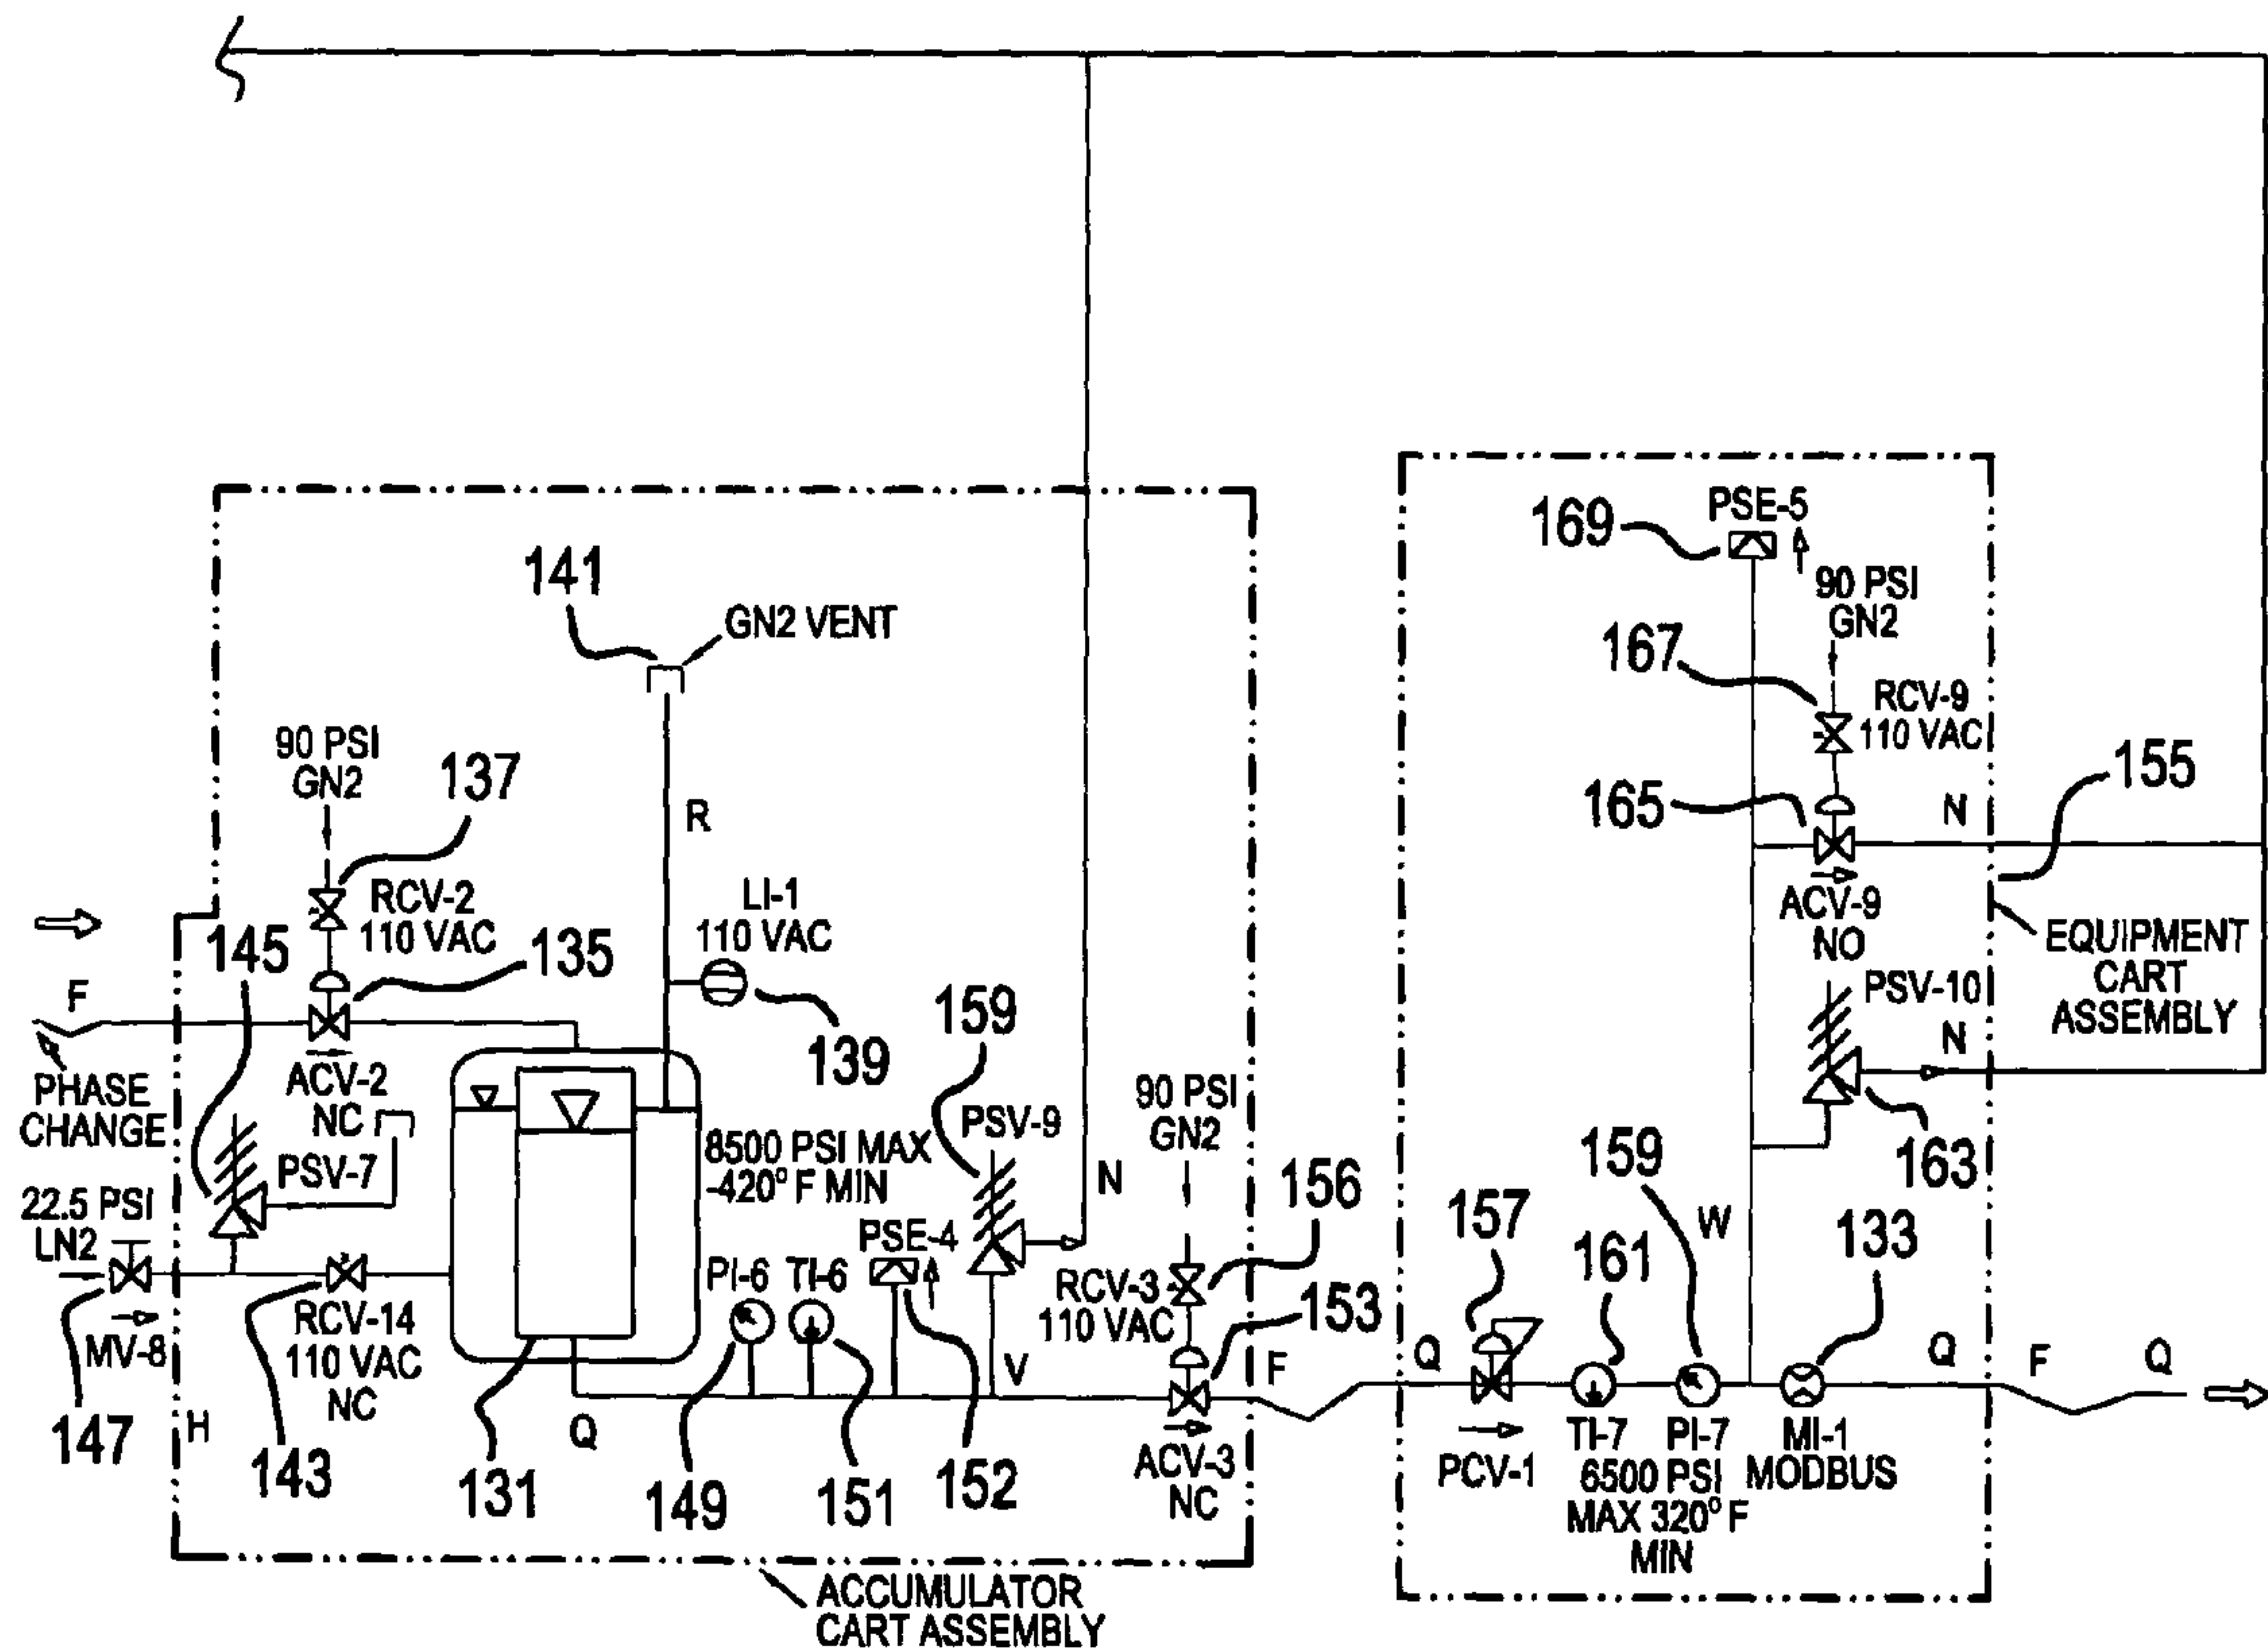 169
PSE-5
90 PSI
GN2
141
GN2 VENT
167
RCV-9
110 VAC
90 PSI
GN2
137
R
165
N
155
RCV-2
110 VAC
LI-1
110 VAC
145
135
159
ACV-9
NO
EQUIPMENT
CART
ASSEMBLY
F
139
PSV-10
N
PHASE
CHANGE
ACV-2
NC
PSV-9
90 PSI
GN2
PSV-7
8500 PSI MAX
-420° F MIN
N
156
159
163
22.5 PSI
LN2
PSE-4
157
W
161
133
PI-6
TI-6
RCV-3
110 VAC
153
MV-8
RCV-14
110 VAC
NC
V
F
Q
Q
F
Q
147
H
143
131
Q
149
151
152
ACV-3
NC
PCV-1
TI-7
PI-7
MI-1
6500 PSI
MODBUS
MAX 320° F
MIN
ACCUMULATOR
CART ASSEMBLY